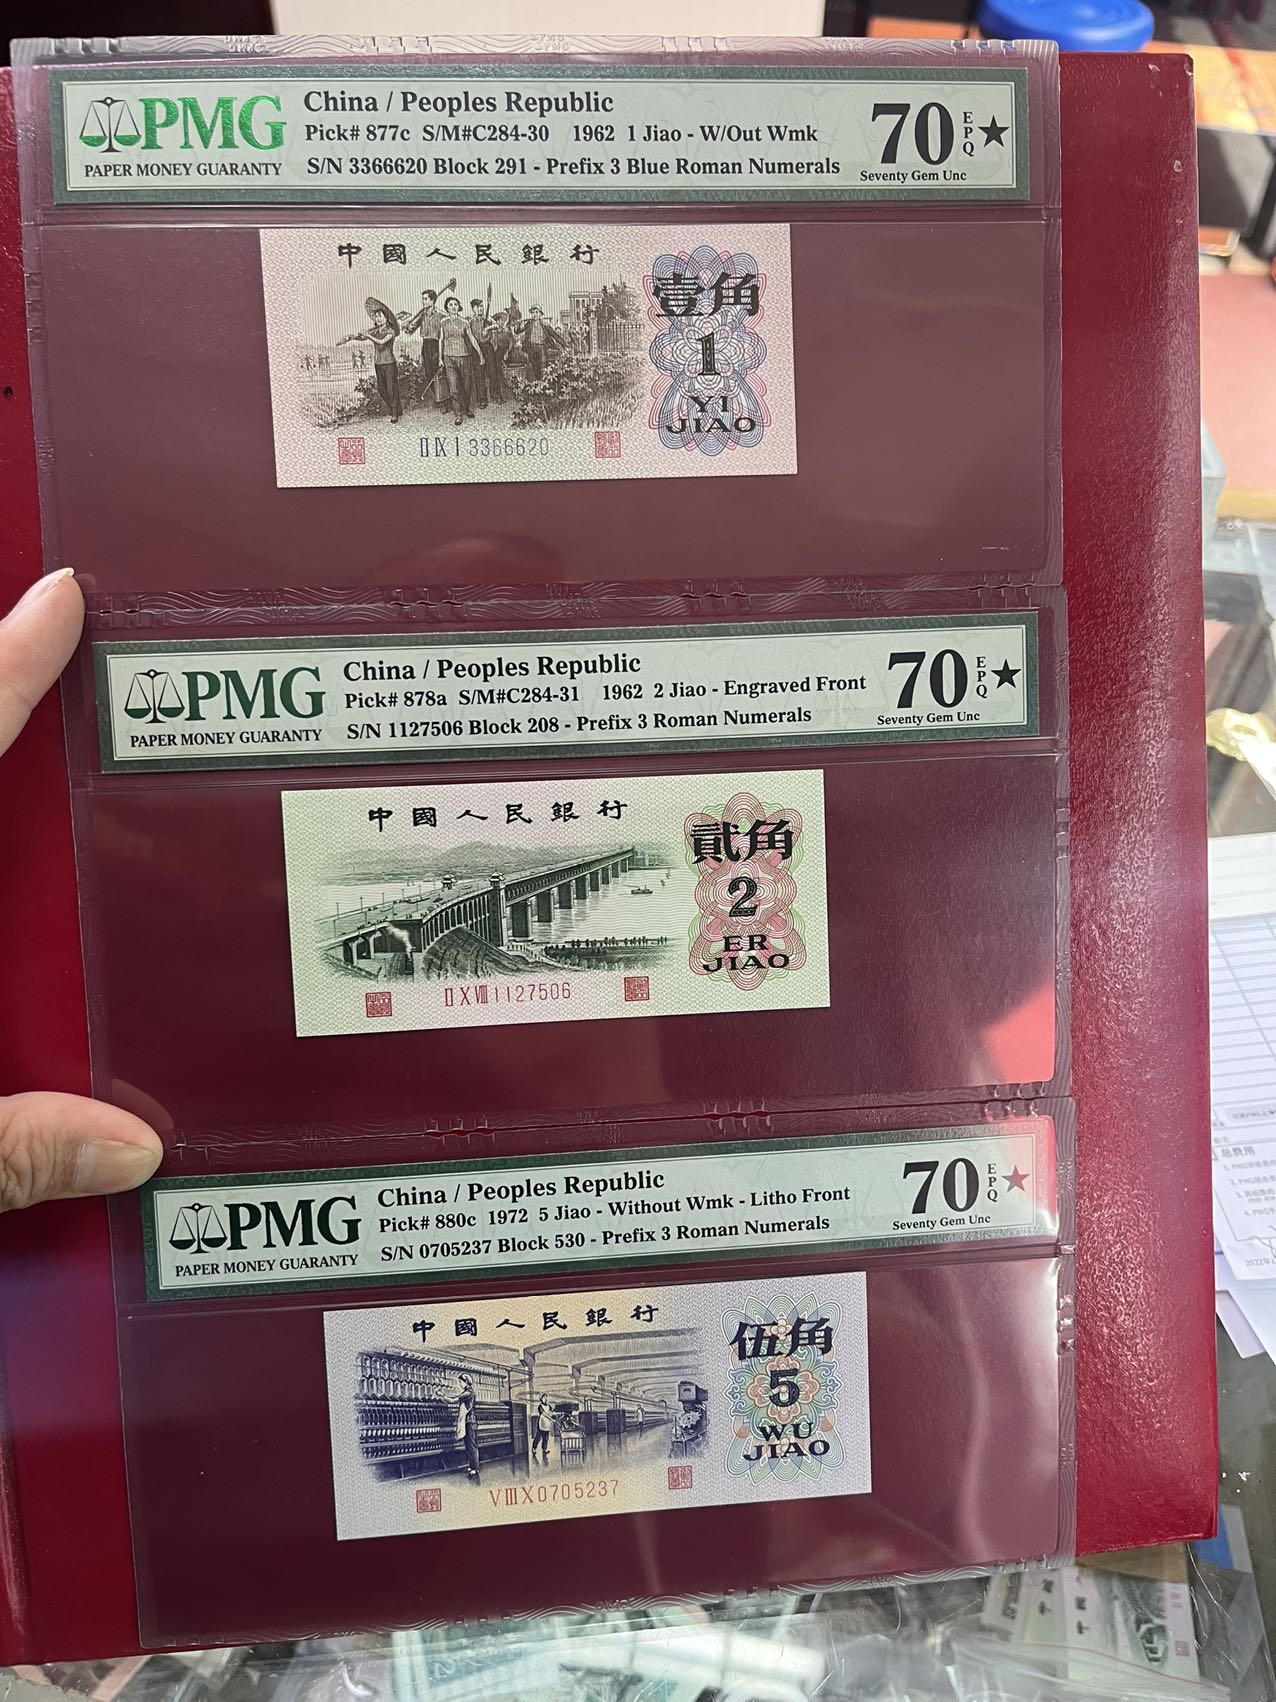 PMG
PAPER MONEY GUARANTY
China / Peoples Republic
Pick# 877c S/M#C284-30 1962 1 Jiao - W/Out Wmk
S/N 3366620 Block 291 - Prefix 3 Blue Roman Numerals
70 EPQ ★
Seventy Gem Unc
中國人民銀行
壹角
1
YI
JIAO
ⅡⅨⅠ3366620
PMG
PAPER MONEY GUARANTY
China / Peoples Republic
Pick# 878a S/M#C284-31 1962 2 Jiao - Engraved Front
S/N 1127506 Block 208 - Prefix 3 Roman Numerals
70 EPQ ★
Seventy Gem Unc
中國人民銀行
貳角
2
ER
JIAO
ⅡⅩⅧ1127506
PMG
PAPER MONEY GUARANTY
China / Peoples Republic
Pick# 880c 1972 5 Jiao - Without Wmk - Litho Front
S/N 0705237 Block 530 - Prefix 3 Roman Numerals
70 EPQ ★
Seventy Gem Unc
中國人民銀行
伍角
5
WU
JIAO
ⅤⅢⅩ0705237
总费用